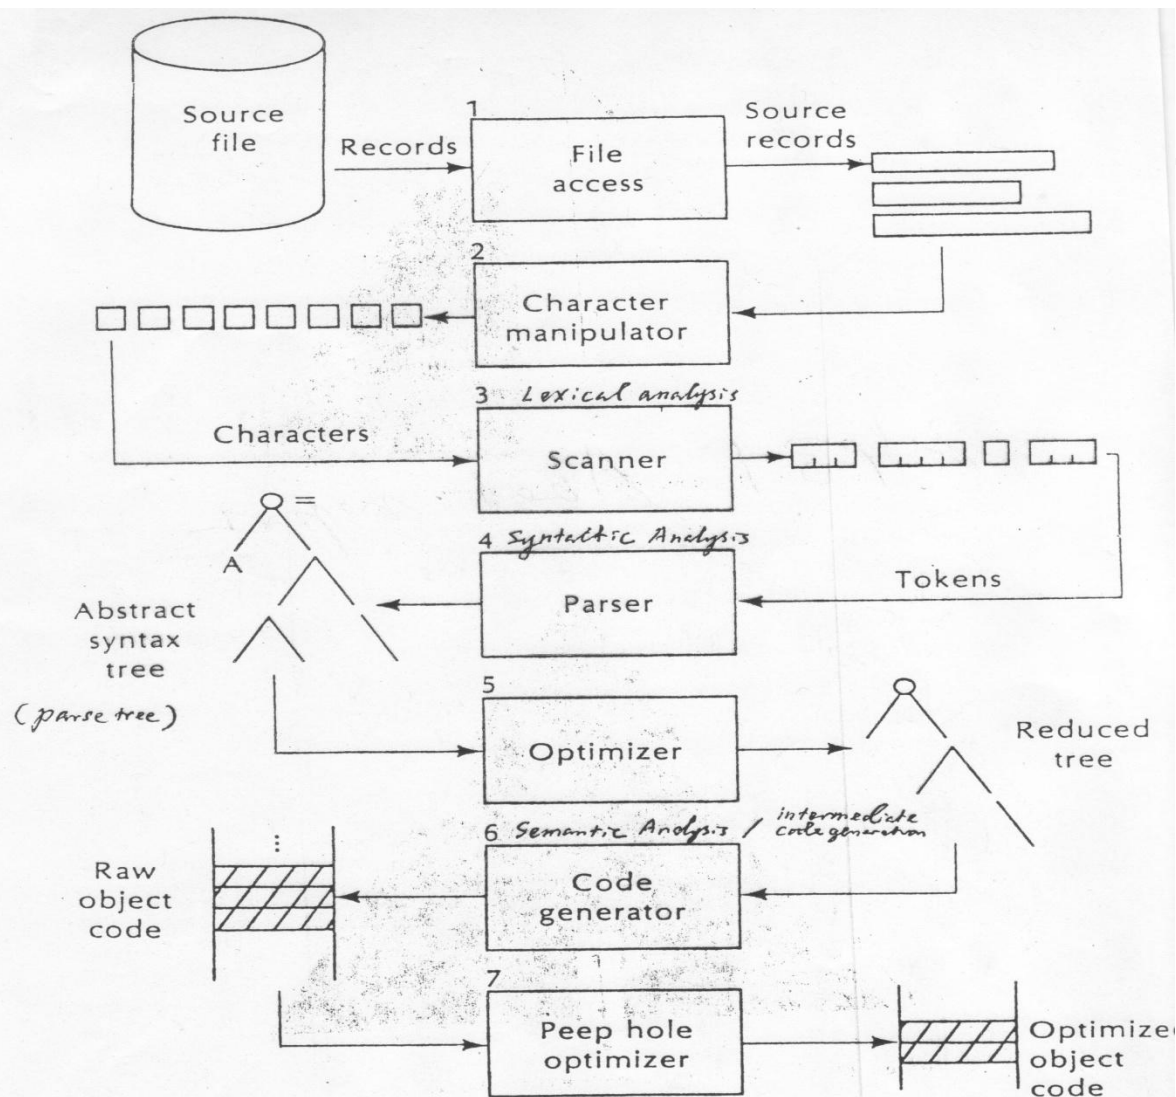 Source
file
Records
1
File
access
Source
records
2
Character
manipulator
3 Lexical analysis
Characters
Scanner
=
A
4 Syntactic Analysis
Parser
Tokens
Abstract
syntax
tree
(parse tree)
5
Optimizer
Reduced
tree
6 Semantic Analysis / intermediate
code generation
...
Raw
object
code
Code
generator
7
Peep hole
optimizer
Optimized
object
code